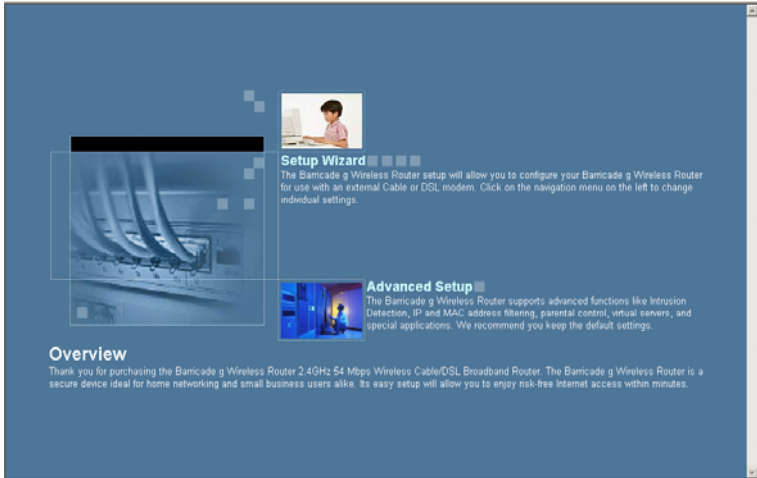 Setup Wizard
The Barricade g Wireless Router setup will allow you to configure your Barricade g Wireless Router
for use with an external Cable or DSL modem. Click on the navigation menu on the left to change
individual settings.
Advanced Setup
The Barricade g Wireless Router supports advanced functions like Intrusion
Detection, IP and MAC address filtering, parental control, virtual servers, and
special applications. We recommend you keep the default settings.
Overview
Thank you for purchasing the Barricade g Wireless Router 2.4GHz 54 Mbps Wireless Cable/DSL Broadband Router. The Barricade g Wireless Router is a
secure device ideal for home networking and small business users alike. Its easy setup will allow you to enjoy risk-free Internet access within minutes.